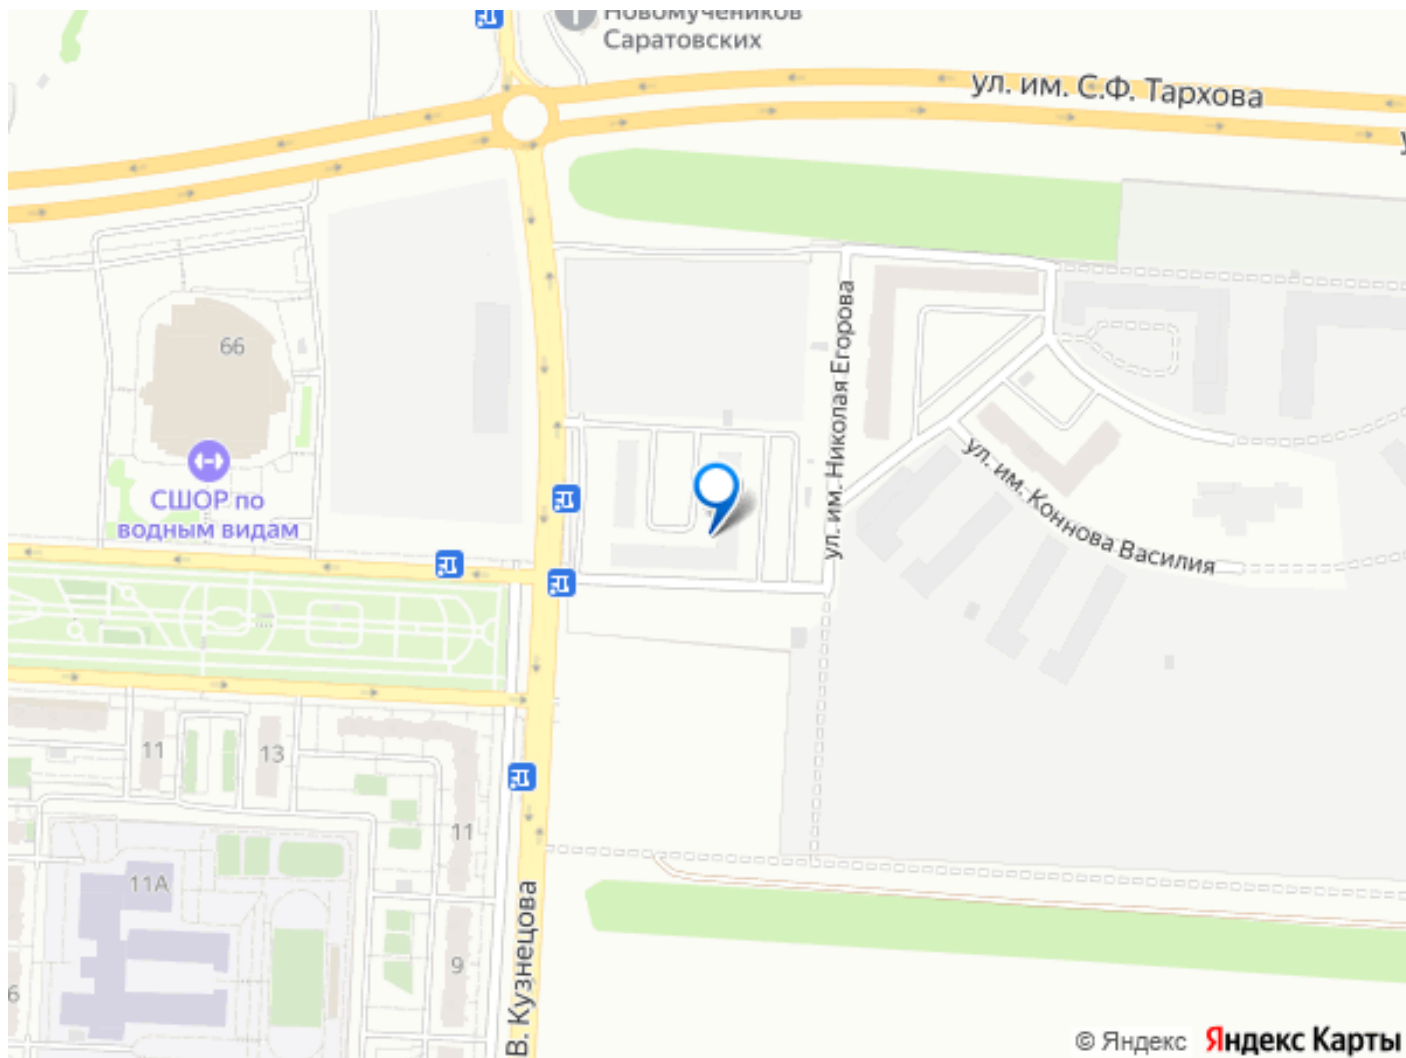 Новомучеников
Саратовских
ул. им. С.Ф. Тархова
66
ул. им. Николая Егорова
СШОР по
водным видам
ул. им. Коннова Василия
11
13
11
11А
9
6
В. Кузнецова
© Яндекс Яндекс Карты